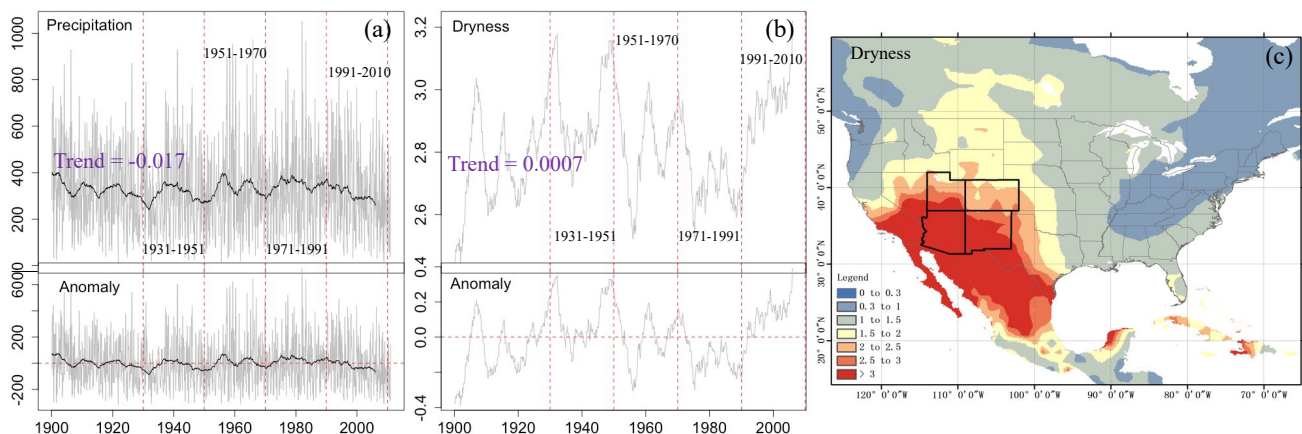 Precipitation
(a)
1951-1970
1991-2010
Trend = -0.017
1931-1951
1971-1991
1000
800
600
400
200
Anomaly
6000
2000
-2000
1900
1920
1940
1960
1980
2000
Dryness
(b)
1951-1970
1991-2010
Trend = 0.0007
1931-1951
1971-1991
3.2
3.0
2.8
2.6
Anomaly
0.4
0.2
0.0
-0.4
1900
1920
1940
1960
1980
2000
Dryness
(c)
50° 0'0"N
40° 0'0"N
30° 0'0"N
20° 0'0"N
Legend
0 to 0.3
0.3 to 1
1 to 1.5
1.5 to 2
2 to 2.5
2.5 to 3
> 3
120° 0'0"W
110° 0'0"W
100° 0'0"W
90° 0'0"W
80° 0'0"W
70° 0'0"W